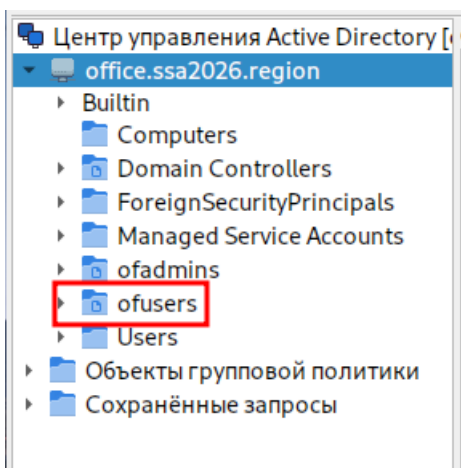 Центр управления Active Directory [
office.ssa2026.region
Builtin
Computers
Domain Controllers
ForeignSecurityPrincipals
Managed Service Accounts
ofadmins
ofusers
Users
Объекты групповой политики
Сохранённые запросы